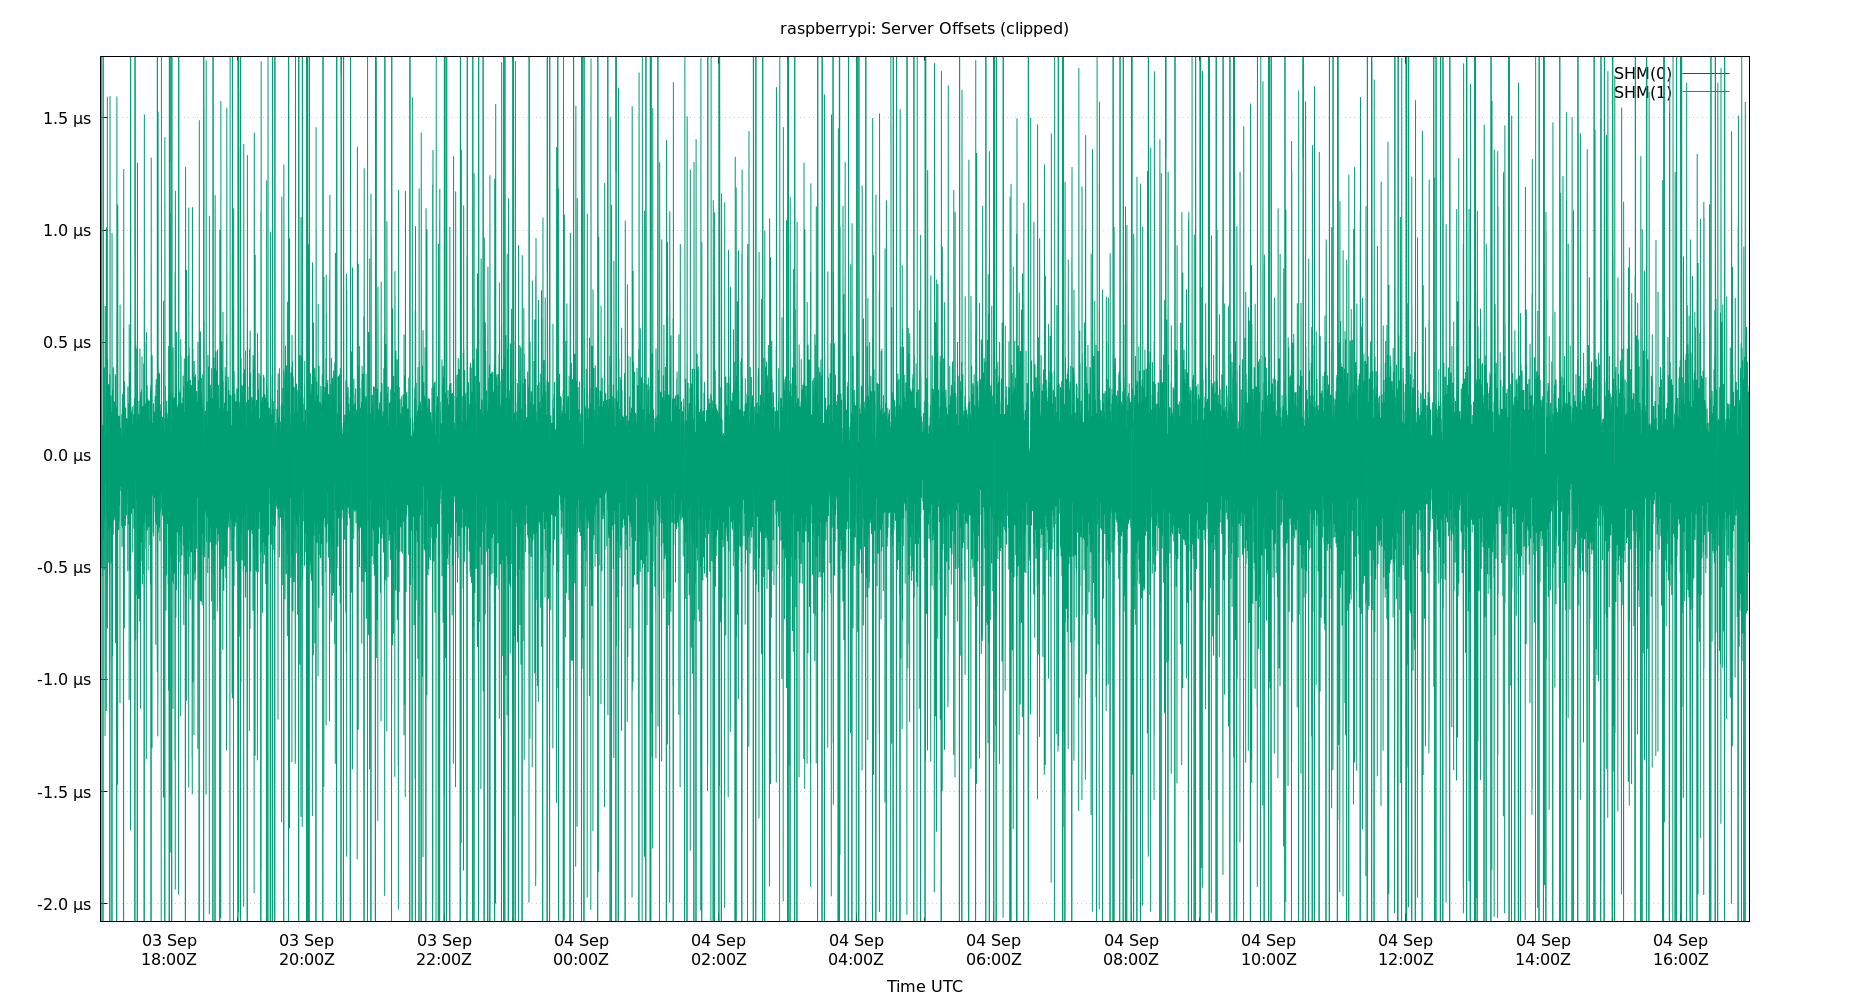 raspberrypi: Server Offsets (clipped)
SHM(0)
SHM(1)
1.5 µs
1.0 µs
0.5 µs
0.0 µs
-0.5 µs
-1.0 µs
-1.5 µs
-2.0 µs
03 Sep 03 Sep 03 Sep 04 Sep 04 Sep 04 Sep 04 Sep 04 Sep 04 Sep 04 Sep 04 Sep 04 Sep
18:00Z 20:00Z 22:00Z 00:00Z 02:00Z 04:00Z 06:00Z 08:00Z 10:00Z 12:00Z 14:00Z 16:00Z
Time UTC